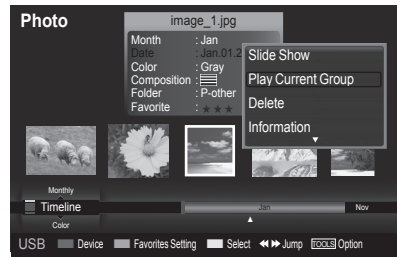 Photo
image_1.jpg
Month : Jan
Date : Jan.01.2
Color : Gray
Composition :
Folder : P-other
Favorite : ★ ★ ★
Slide Show
Play Current Group
Delete
Information
▼
Monthly
Timeline
Jan
Nov
Color
▲
USB Device Favorites Setting Select ◀◀ ▶▶ Jump TOOLS Option